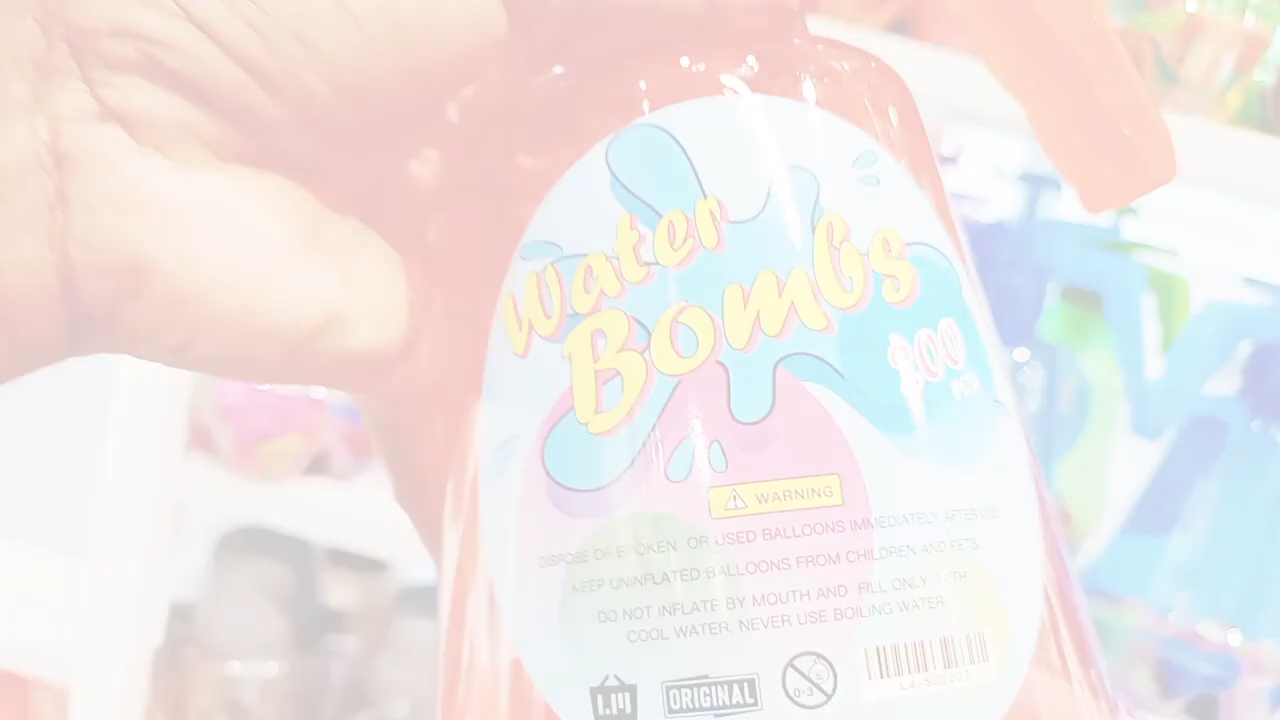 Water
Bombs
PCS
WARNING
DISPOSE OF BROKEN OR USED BALLOONS IMMEDIATELY AFTER USE
KEEP UNINFLATED BALLOONS FROM CHILDREN AND PETS
DO NOT INFLATE BY MOUTH AND FILL ONLY WITH
COOL WATER. NEVER USE BOILING WATER
ORIGINAL
0-3